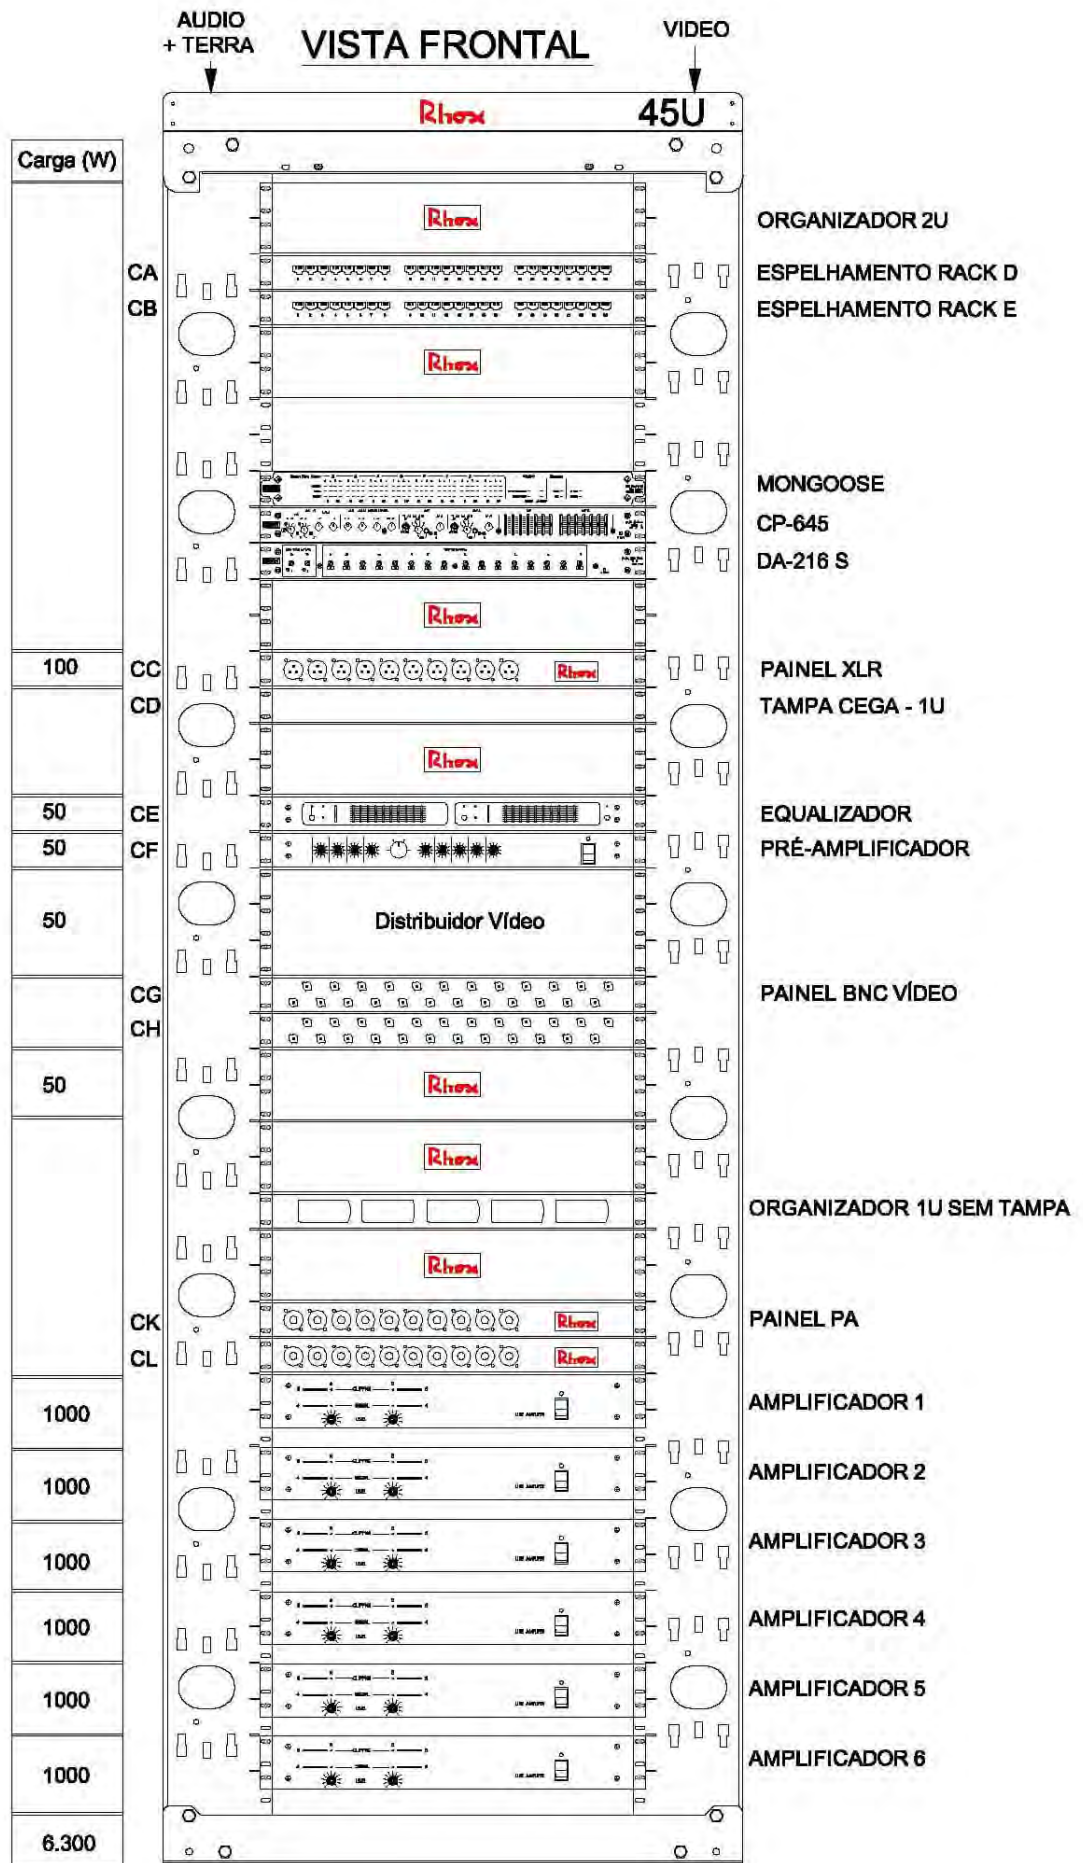 AUDIO
+ TERRA
VISTA FRONTAL
VIDEO
Rhox
45U
Carga (W)
Rhox
ORGANIZADOR 2U
CA
ESPELHAMENTO RACK D
CB
ESPELHAMENTO RACK E
Rhox
MONGOOSE
CP-645
DA-216 S
Rhox
100
CC
Rhox
PAINEL XLR
CD
TAMPA CEGA - 1U
Rhox
50
CE
EQUALIZADOR
50
CF
PRÉ-AMPLIFICADOR
50
Distribuidor Vídeo
CG
PAINEL BNC VÍDEO
CH
50
Rhox
Rhox
ORGANIZADOR 1U SEM TAMPA
Rhox
CK
Rhox
PAINEL PA
CL
Rhox
1000
AMPLIFICADOR 1
1000
AMPLIFICADOR 2
1000
AMPLIFICADOR 3
1000
AMPLIFICADOR 4
1000
AMPLIFICADOR 5
1000
AMPLIFICADOR 6
6.300